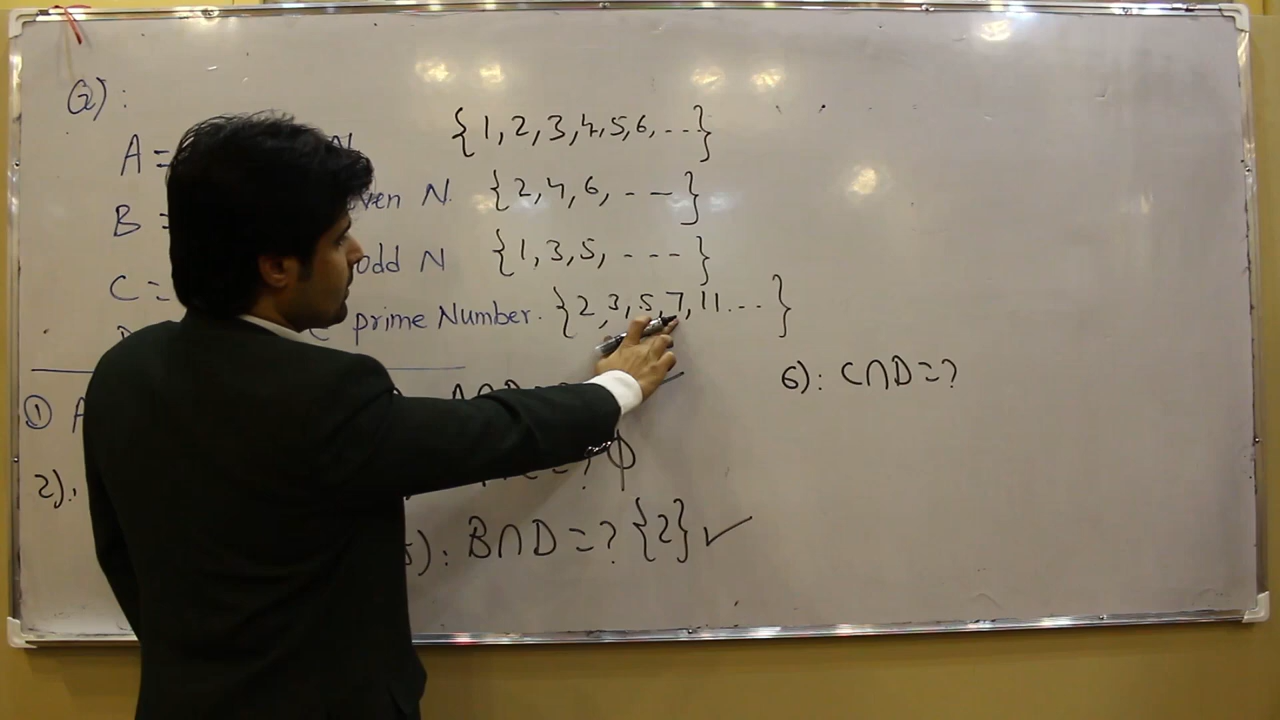 Q):
A= N {1,2,3,4,5,6,...}
B= even N. {2,4,6,---}
C= odd N {1,3,5,---}
prime Number. {2,3,5,7,11...}
① A
6): C∩D=?
2). =? ϕ
5): B∩D=? {2} ✓